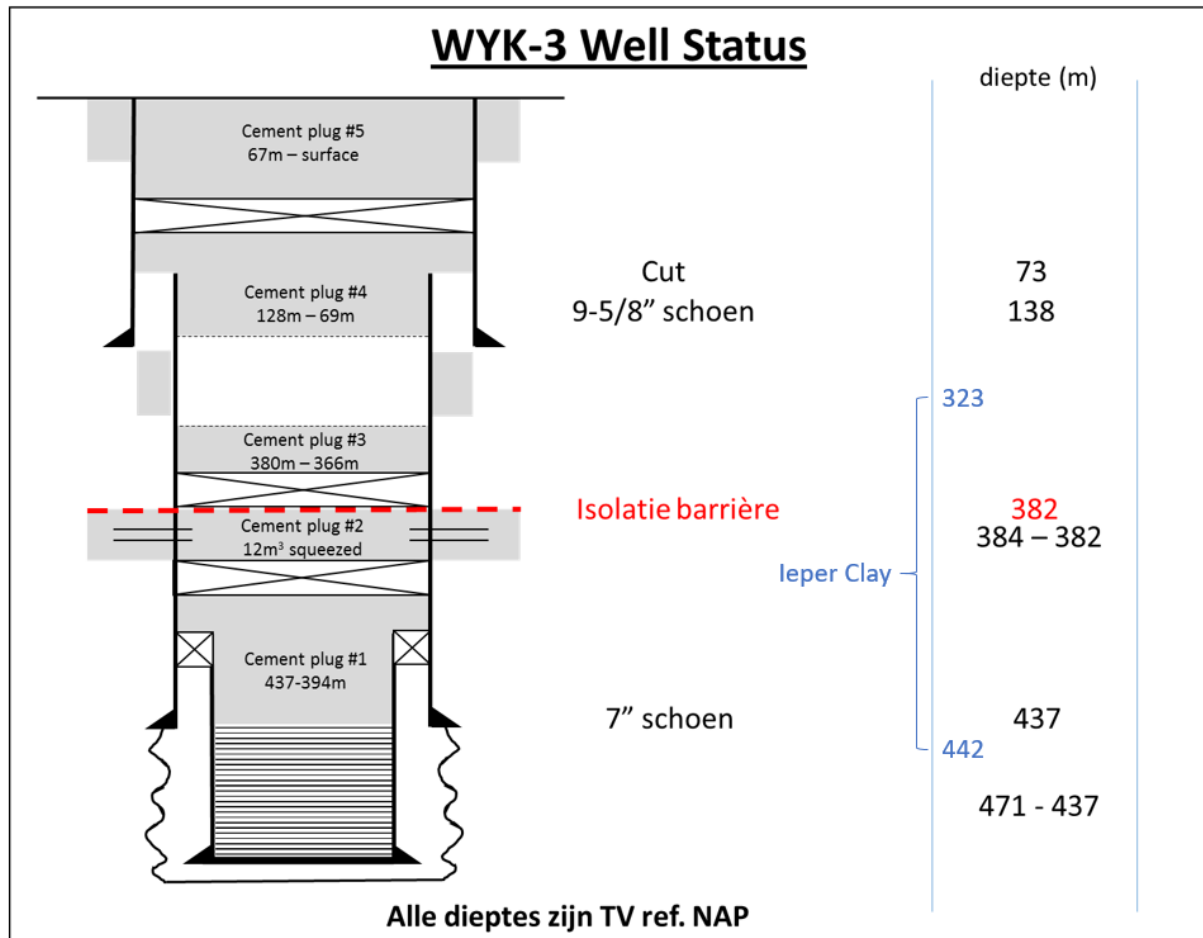 WYK-3 Well Status
diepte (m)
Cement plug #5
67m – surface
Cut
73
Cement plug #4
128m – 69m
9-5/8” schoen
138
323
Cement plug #3
380m – 366m
Isolatie barrière
382
Cement plug #2
12m³ squeezed
384 – 382
Ieper Clay
Cement plug #1
437-394m
7” schoen
437
442
471 - 437
Alle dieptes zijn TV ref. NAP